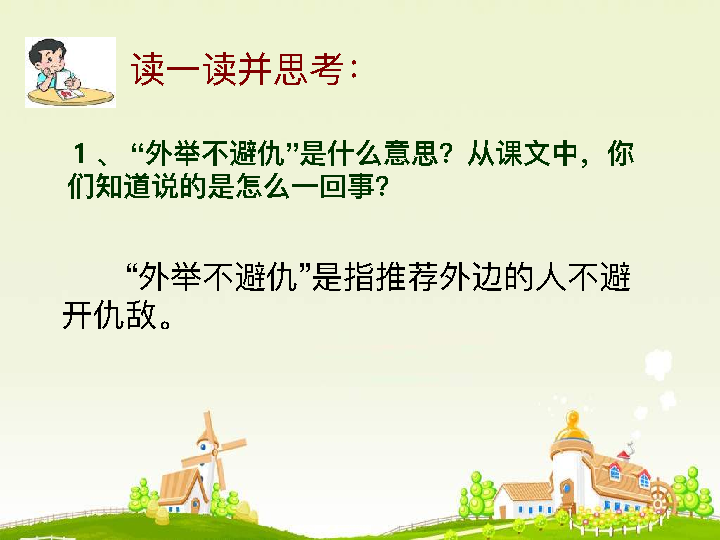 读一读并思考：
1、“外举不避仇”是什么意思？从课文中，你
们知道说的是怎么一回事？
“外举不避仇”是指推荐外边的人不避
开仇敌。